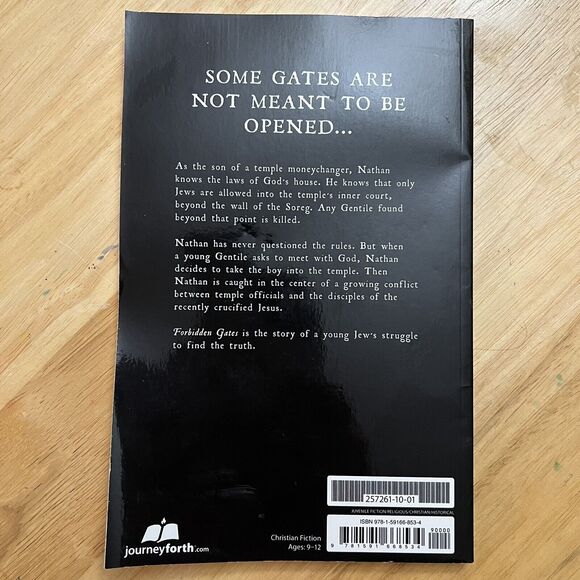 SOME GATES ARE
NOT MEANT TO BE
OPENED...
As the son of a temple moneychanger, Nathan
knows the laws of God's house. He knows that only
Jews are allowed into the temple's inner court,
beyond the wall of the Soreg. Any Gentile found
beyond that point is killed.
Nathan has never questioned the rules. But when
a young Gentile asks to meet with God, Nathan
decides to take the boy into the temple. Then
Nathan is caught in the center of a growing conflict
between temple officials and the disciples of the
recently crucified Jesus.
Forbidden Gates is the story of a young Jew's struggle
to find the truth.
257261-10-01
JUVENILE FICTION/RELIGIOUS/CHRISTIAN/HISTORICAL
ISBN 978-1-59166-853-4
90000
9 781591 668534
journeyforth.com
Christian Fiction
Ages: 9-12